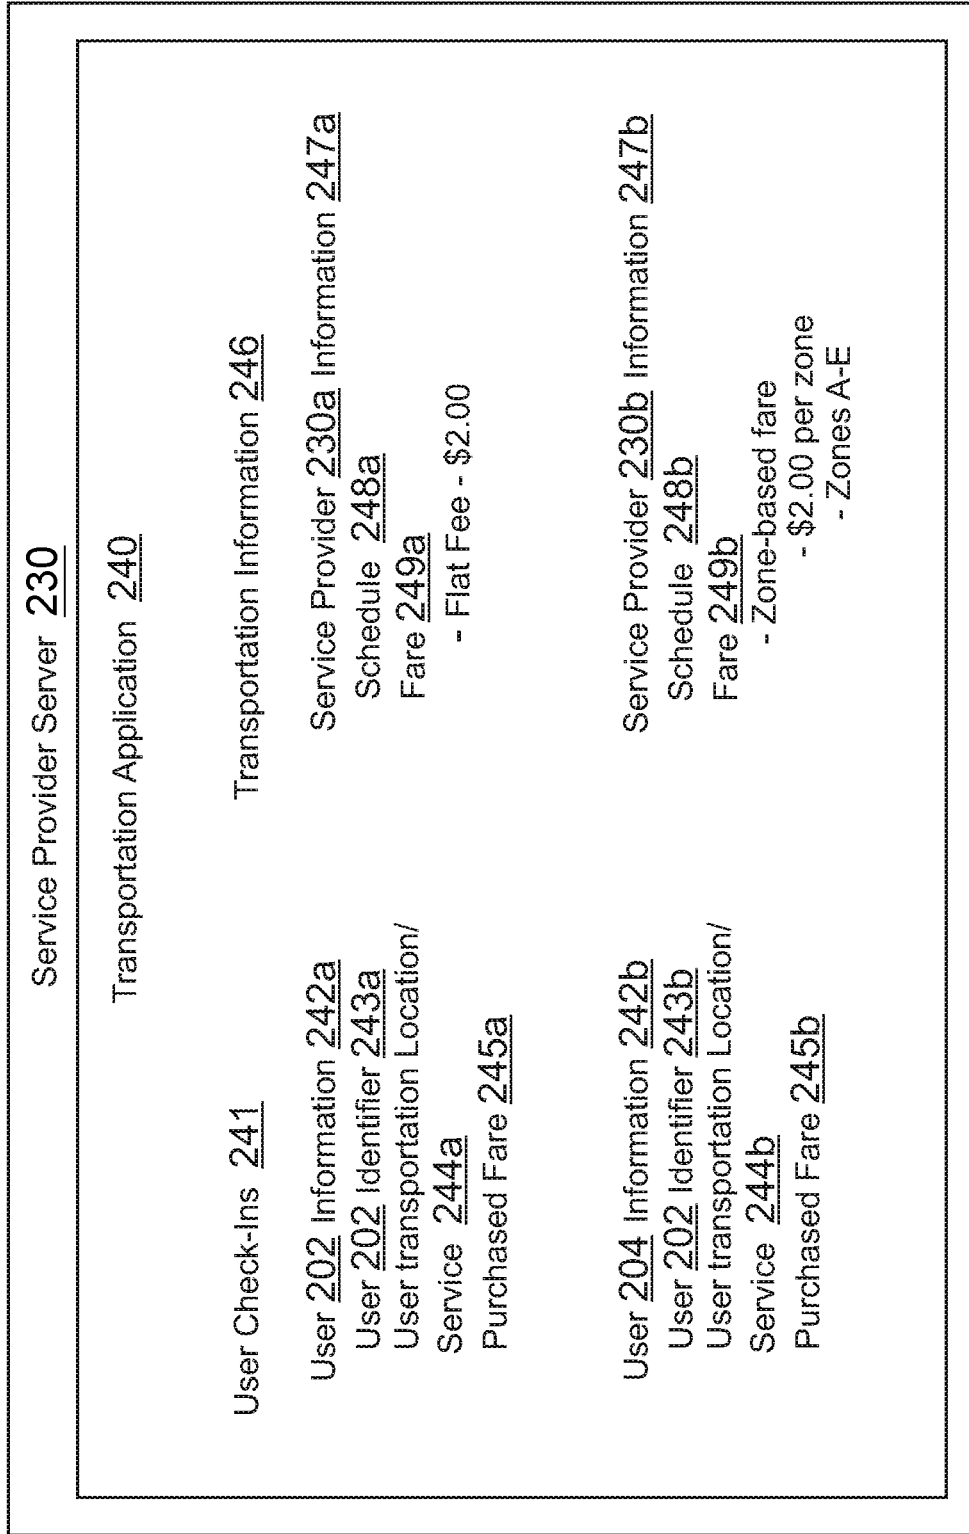 Service Provider Server 230
Transportation Application 240
User Check-Ins 241
User 202 Information 242a
User 202 Identifier 243a
User transportation Location/
Service 244a
Purchased Fare 245a
User 204 Information 242b
User 202 Identifier 243b
User transportation Location/
Service 244b
Purchased Fare 245b
Transportation Information 246
Service Provider 230a Information 247a
Schedule 248a
Fare 249a
- Flat Fee - $2.00
Service Provider 230b Information 247b
Schedule 248b
Fare 249b
- Zone-based fare
- $2.00 per zone
- Zones A-E